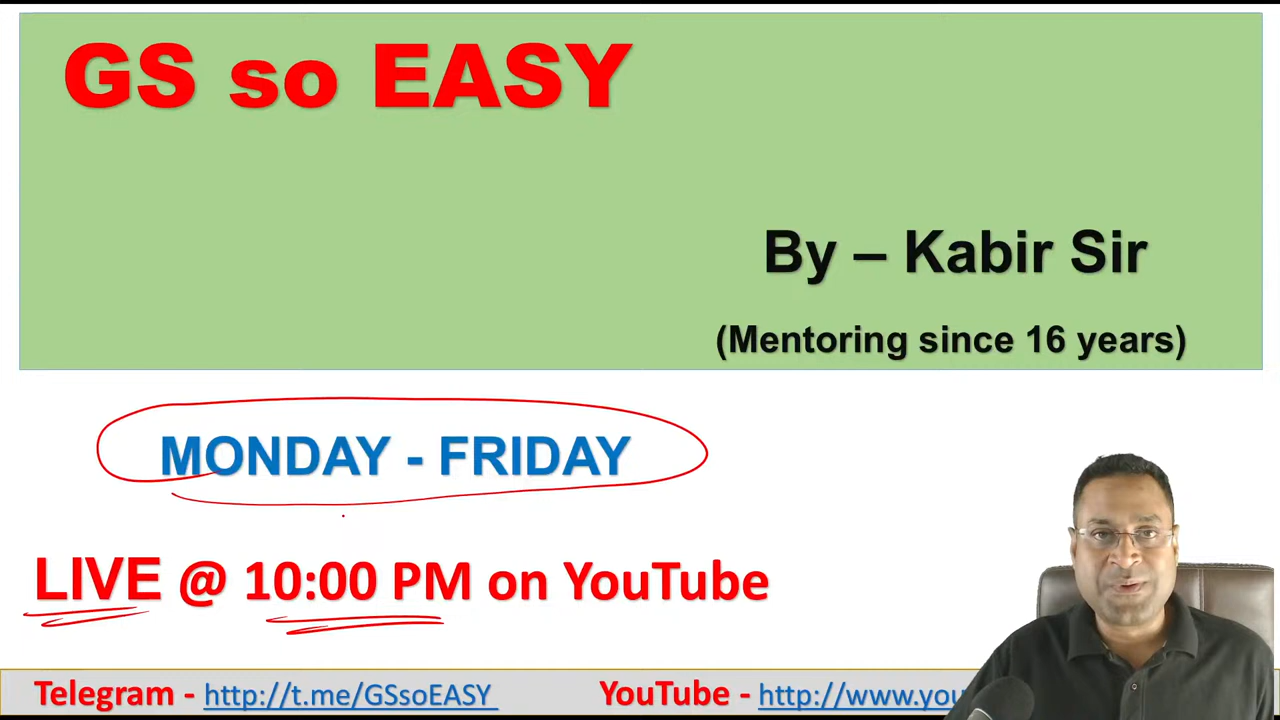 GS so EASY
By – Kabir Sir
(Mentoring since 16 years)
MONDAY - FRIDAY
LIVE @ 10:00 PM on YouTube
Telegram - http://t.me/GSsoEASY YouTube - http://www.you